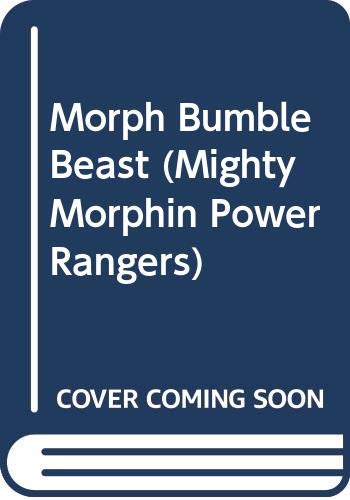 Morph Bumble
Beast (Mighty
Morphin Power
Rangers)
COVER COMING SOON